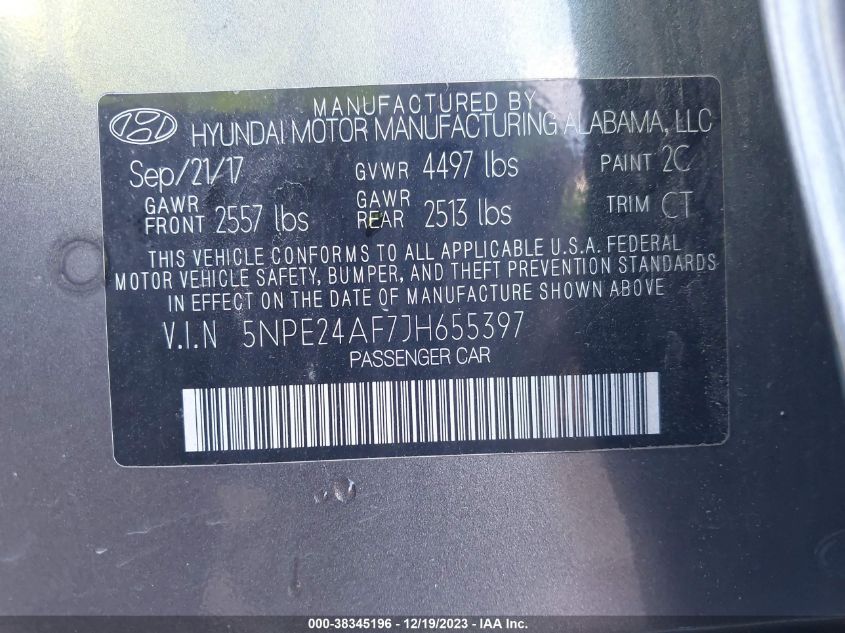 MANUFACTURED BY
HYUNDAI MOTOR MANUFACTURING ALABAMA, LLC
Sep/21/17 GVWR 4497 lbs PAINT 2C
GAWR FRONT 2557 lbs GAWR REAR 2513 lbs TRIM CT
THIS VEHICLE CONFORMS TO ALL APPLICABLE U.S.A. FEDERAL
MOTOR VEHICLE SAFETY, BUMPER, AND THEFT PREVENTION STANDARDS
IN EFFECT ON THE DATE OF MANUFACTURE SHOWN ABOVE.
V.I.N 5NPE24AF7JH655397
PASSENGER CAR
000-38345196 - 12/19/2023 - IAA Inc.